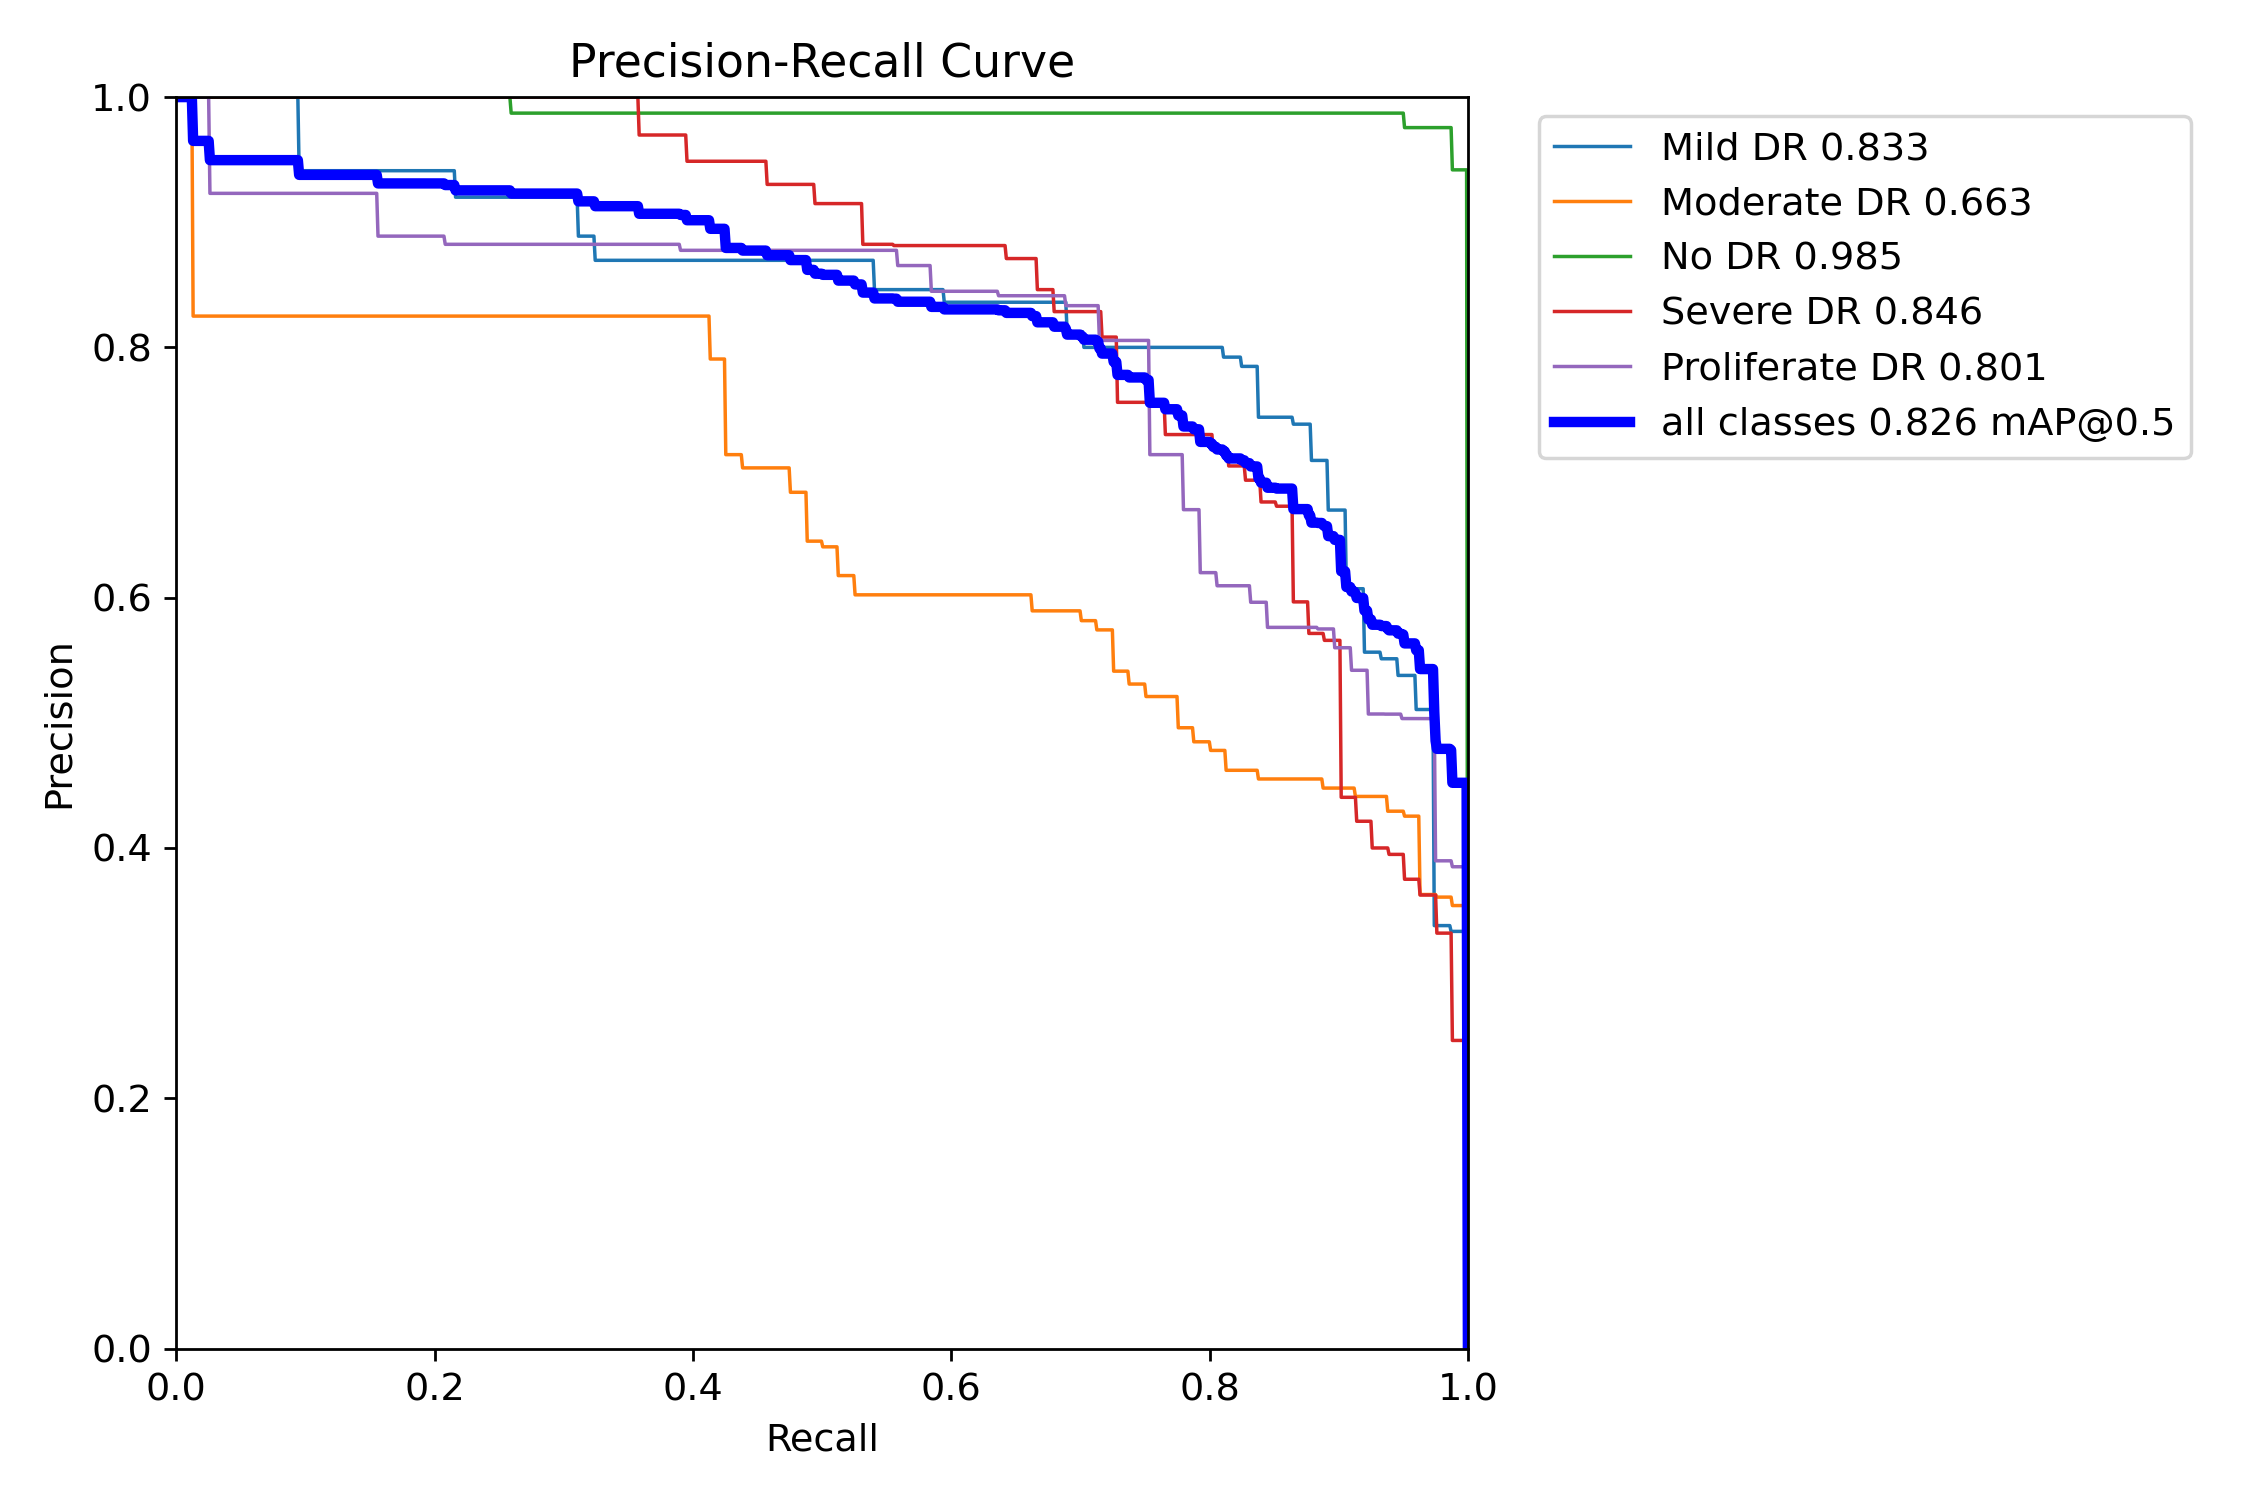 Precision-Recall Curve
1.0
0.8
0.6
0.4
0.2
0.0
Precision
0.0 0.2 0.4 0.6 0.8 1.0
Recall
Mild DR 0.833
Moderate DR 0.663
No DR 0.985
Severe DR 0.846
Proliferate DR 0.801
all classes 0.826 mAP@0.5